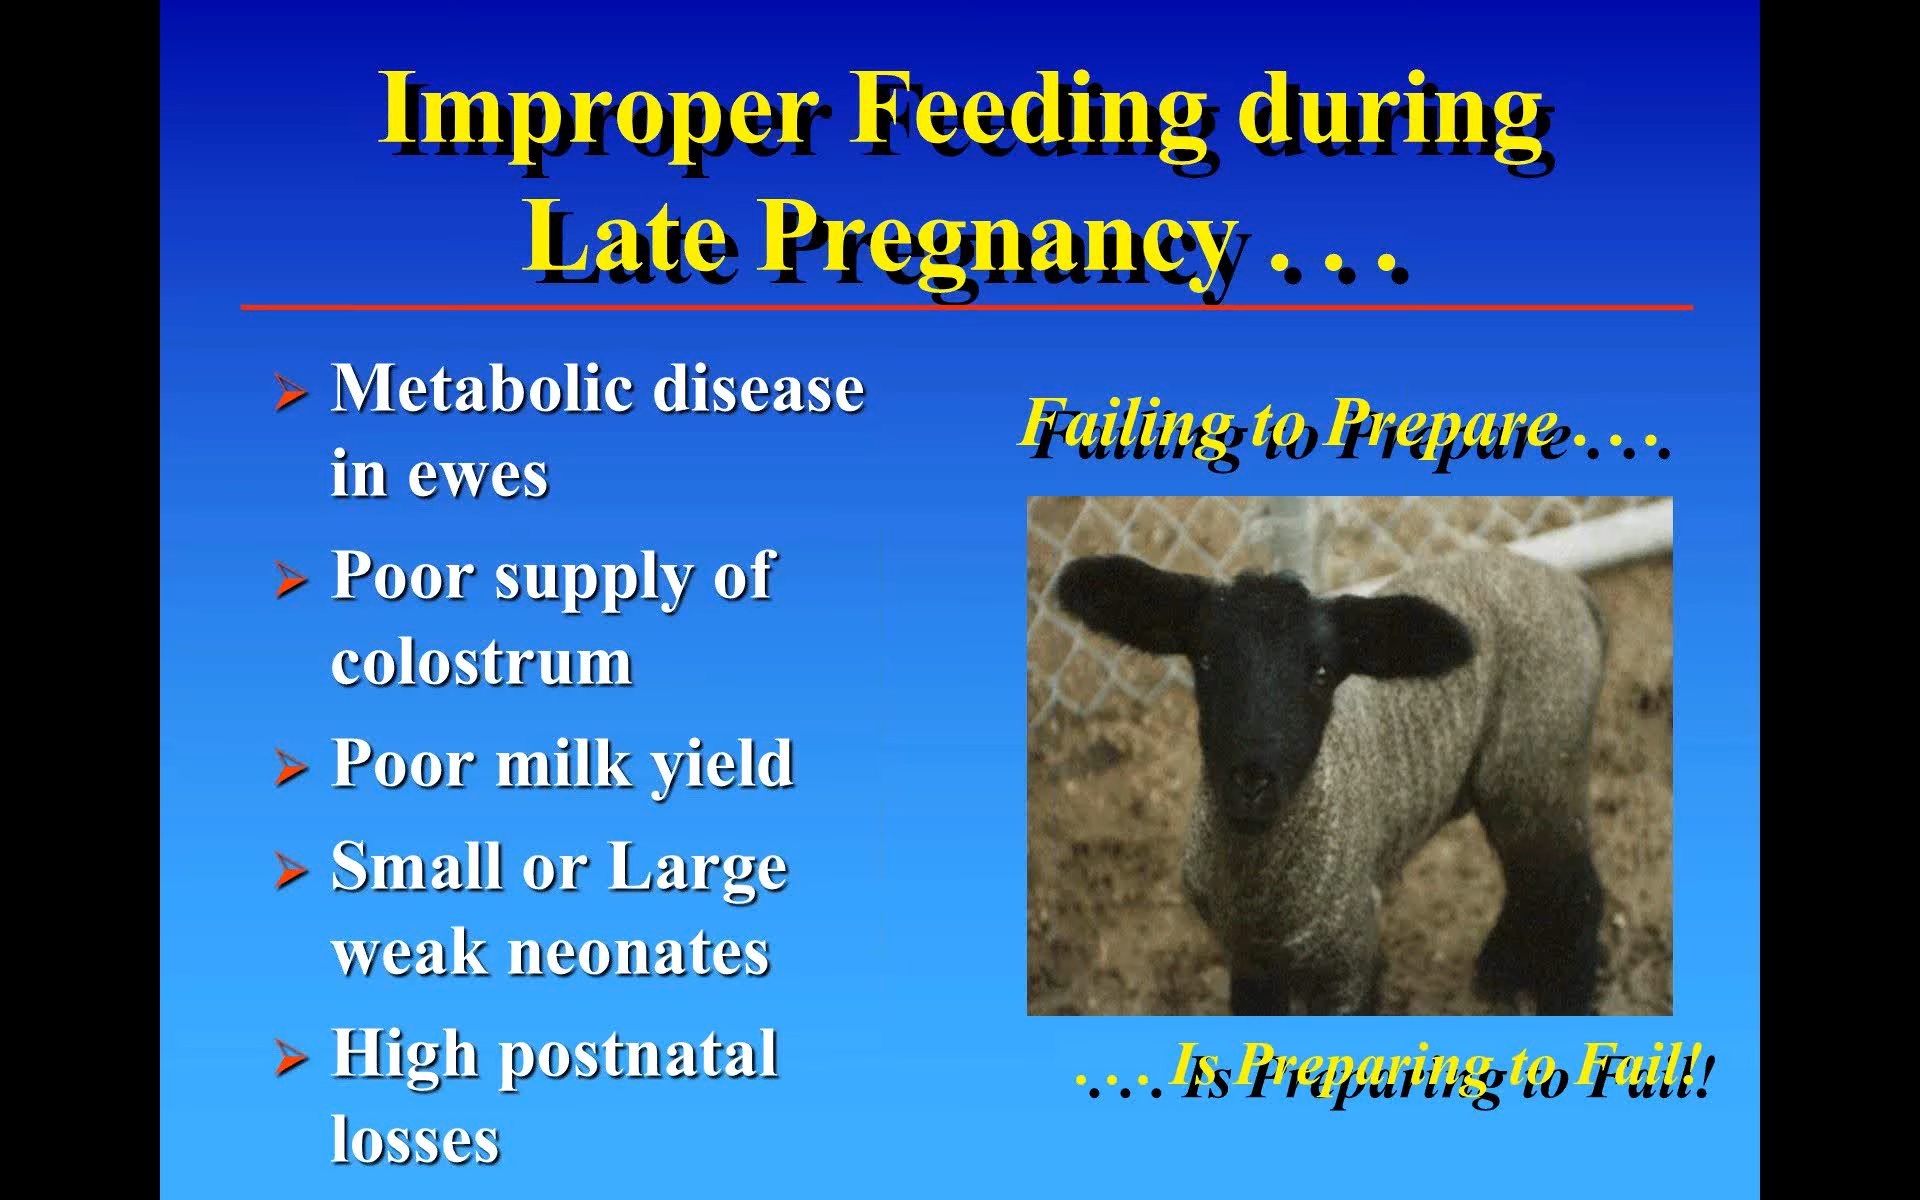 Improper Feeding during
Late Pregnancy . . .
Metabolic disease
in ewes
Poor supply of
colostrum
Poor milk yield
Small or Large
weak neonates
High postnatal
losses
Failing to Prepare . . .
. . . Is Preparing to Fail!